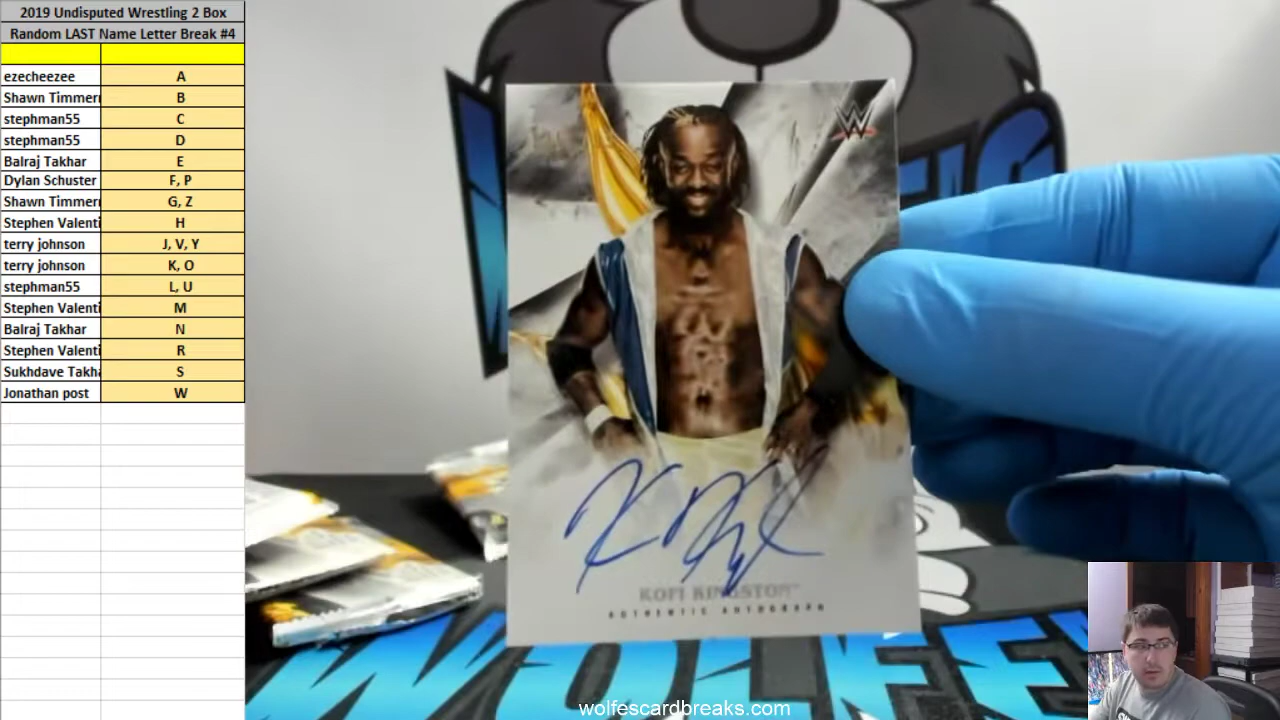 2019 Undisputed Wrestling 2 Box
Random LAST Name Letter Break #4
ezecheezee A
Shawn Timmer B
stephman55 C
stephman55 D
Balraj Takhar E
Dylan Schuster F, P
Shawn Timmer G, Z
Stephen Valenti H
terry johnson J, V, Y
terry johnson K, O
stephman55 L, U
Stephen Valenti M
Balraj Takhar N
Stephen Valenti R
Sukhdave Takha S
Jonathan post W
W
KOFI KINGSTON
AUTHENTIC AUTOGRAPH
WOLFE
wolfescardbreaks.com